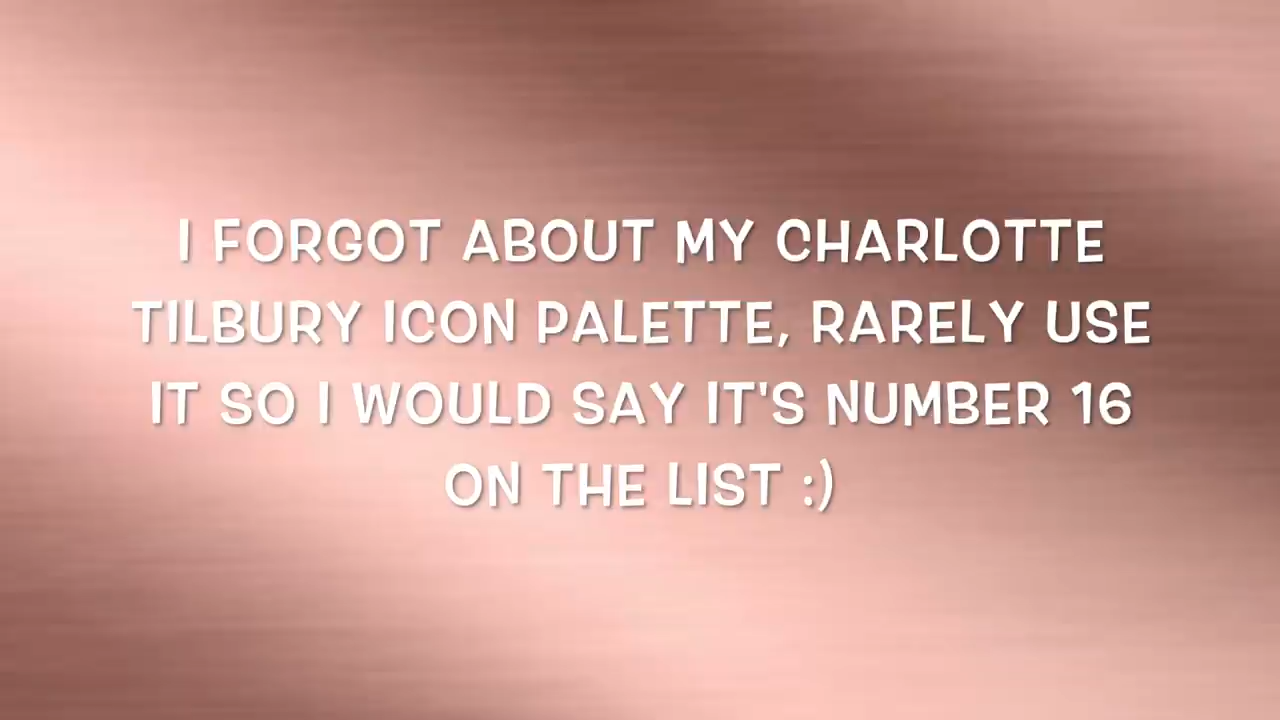 I FORGOT ABOUT MY CHARLOTTE
TILBURY ICON PALETTE, RARELY USE
IT SO I WOULD SAY IT'S NUMBER 16
ON THE LIST :)